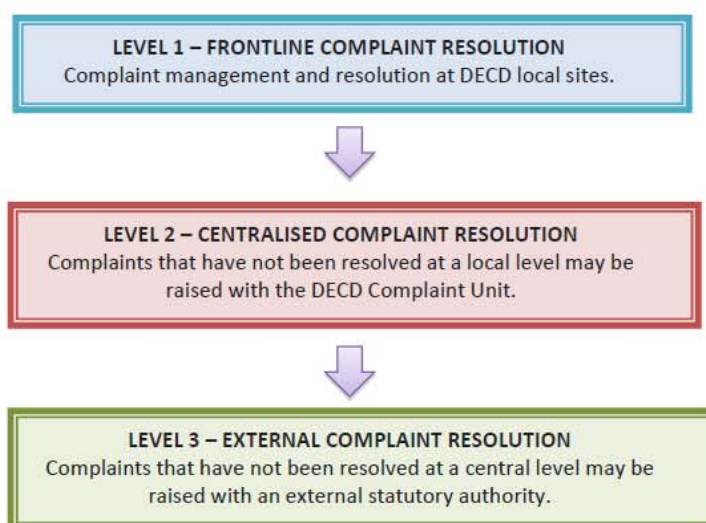 LEVEL 1 – FRONTLINE COMPLAINT RESOLUTION
Complaint management and resolution at DECD local sites.
LEVEL 2 – CENTRALISED COMPLAINT RESOLUTION
Complaints that have not been resolved at a local level may be
raised with the DECD Complaint Unit.
LEVEL 3 – EXTERNAL COMPLAINT RESOLUTION
Complaints that have not been resolved at a central level may be
raised with an external statutory authority.